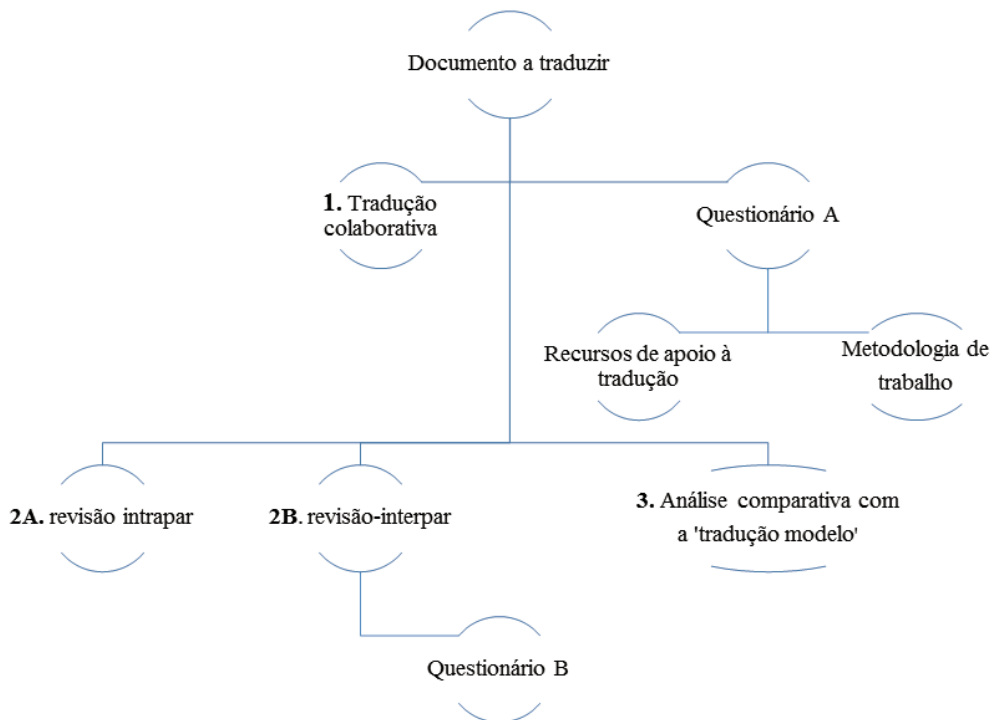 Documento a traduzir
1. Tradução
colaborativa
Questionário A
Recursos de apoio à
tradução
Metodologia de
trabalho
2A. revisão intrapar
2B. revisão-interpar
3. Análise comparativa com
a 'tradução modelo'
Questionário B